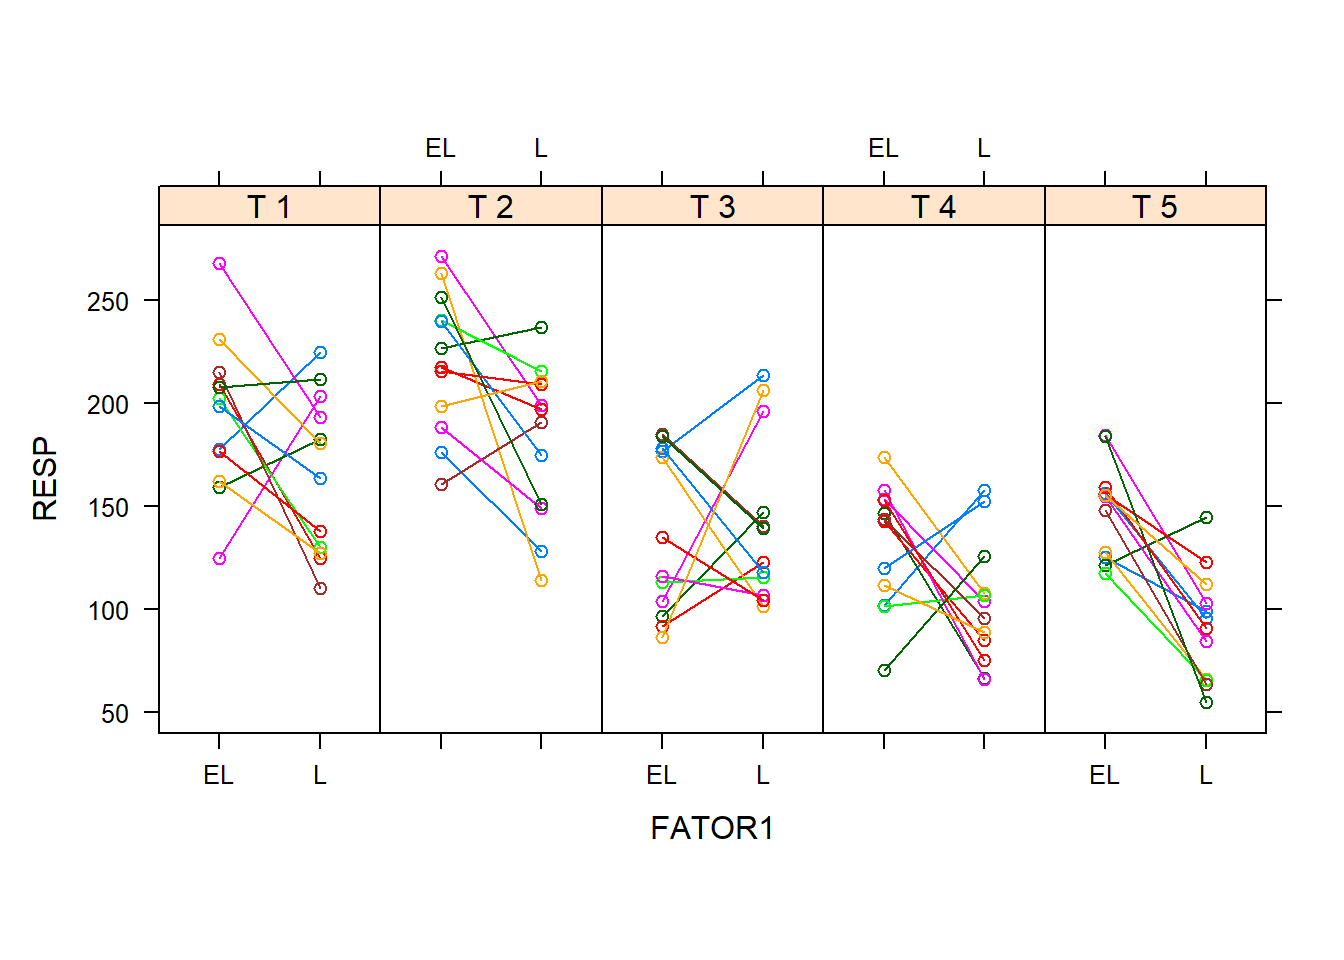 EL L EL L
T 1 T 2 T 3 T 4 T 5
RESP
250
200
150
100
50
EL L EL L EL L
FATOR1